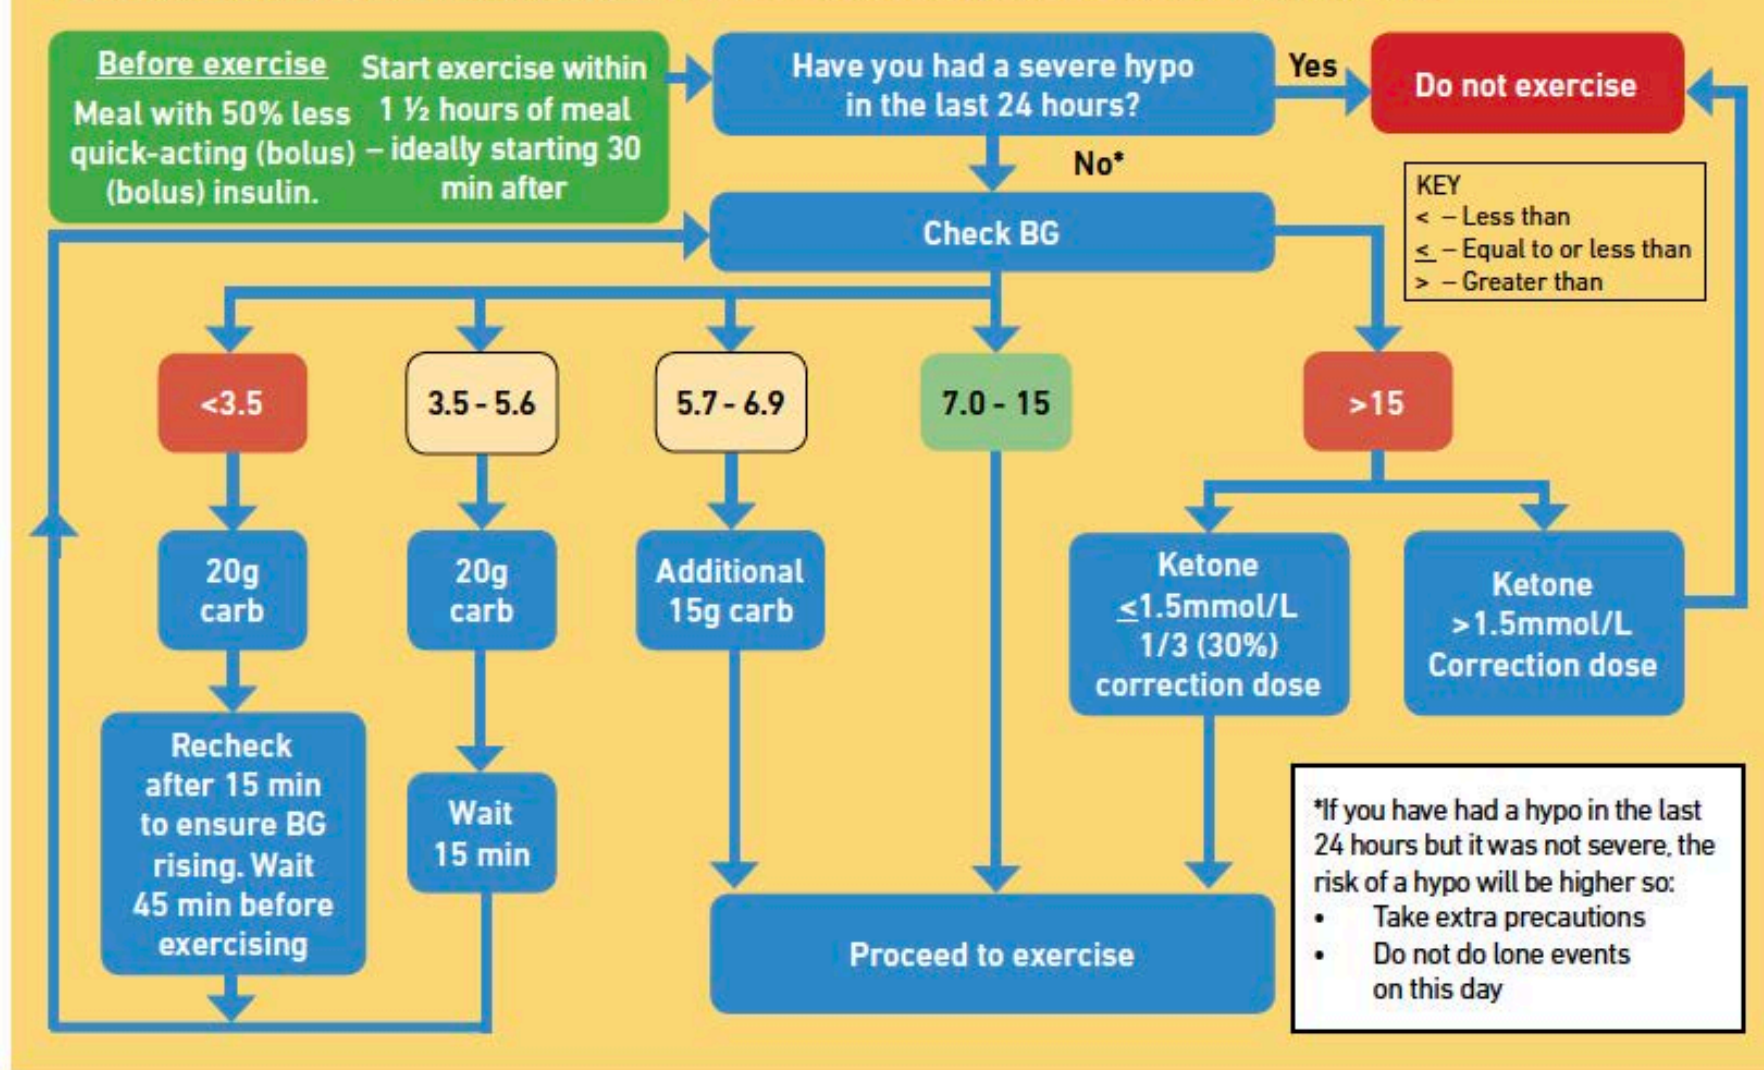 Before exercise
Meal with 50% less
quick-acting (bolus)
(bolus) insulin.
Start exercise within
1 ½ hours of meal
– ideally starting 30
min after
Have you had a severe hypo
in the last 24 hours?
Yes
Do not exercise
No*
KEY
< – Less than
≤ – Equal to or less than
> – Greater than
Check BG
<3.5
3.5 - 5.6
5.7 - 6.9
7.0 - 15
>15
20g
carb
20g
carb
Additional
15g carb
Ketone
≤1.5mmol/L
1/3 (30%)
correction dose
Ketone
>1.5mmol/L
Correction dose
Recheck
after 15 min
to ensure BG
rising. Wait
45 min before
exercising
Wait
15 min
Proceed to exercise
*If you have had a hypo in the last
24 hours but it was not severe, the
risk of a hypo will be higher so:
• Take extra precautions
• Do not do lone events
on this day